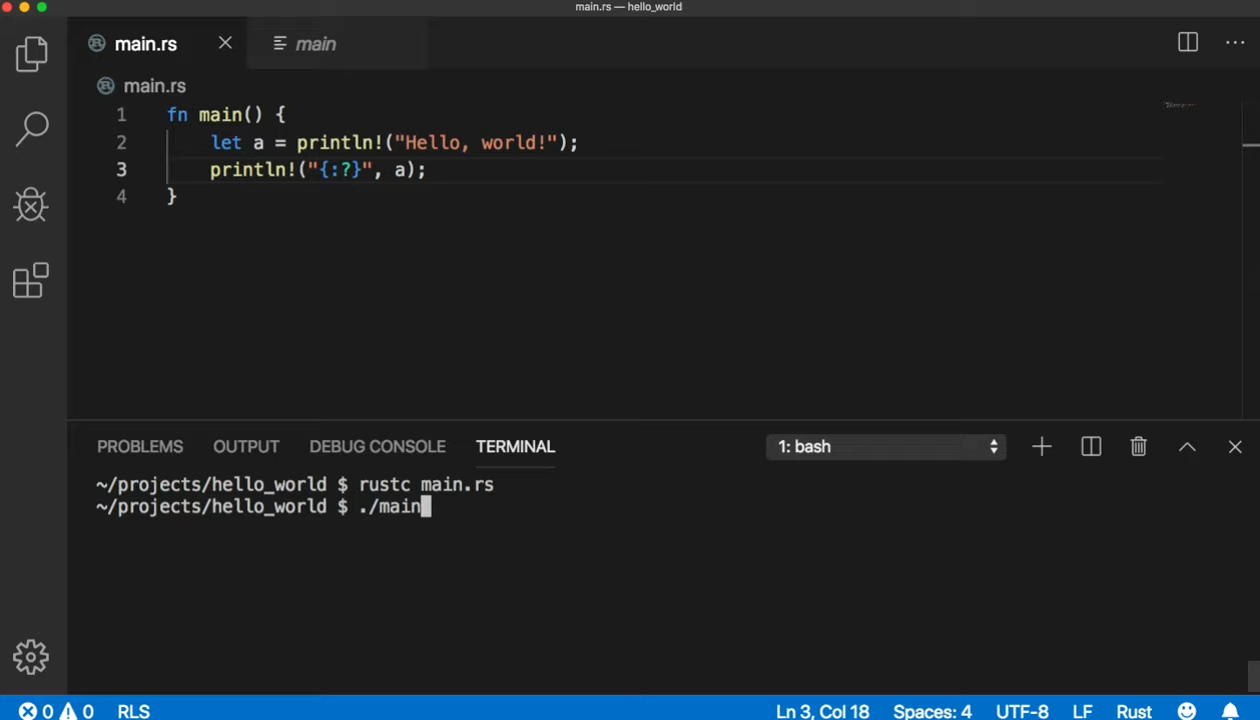 main.rs — hello_world
main.rs
main
main.rs
1 fn main() {
2 let a = println!("Hello, world!");
3 println!("{:?}", a);
4 }
PROBLEMS OUTPUT DEBUG CONSOLE TERMINAL 1: bash
~/projects/hello_world $ rustc main.rs
~/projects/hello_world $ ./main
0 0 RLS Ln 3, Col 18 Spaces: 4 UTF-8 LF Rust